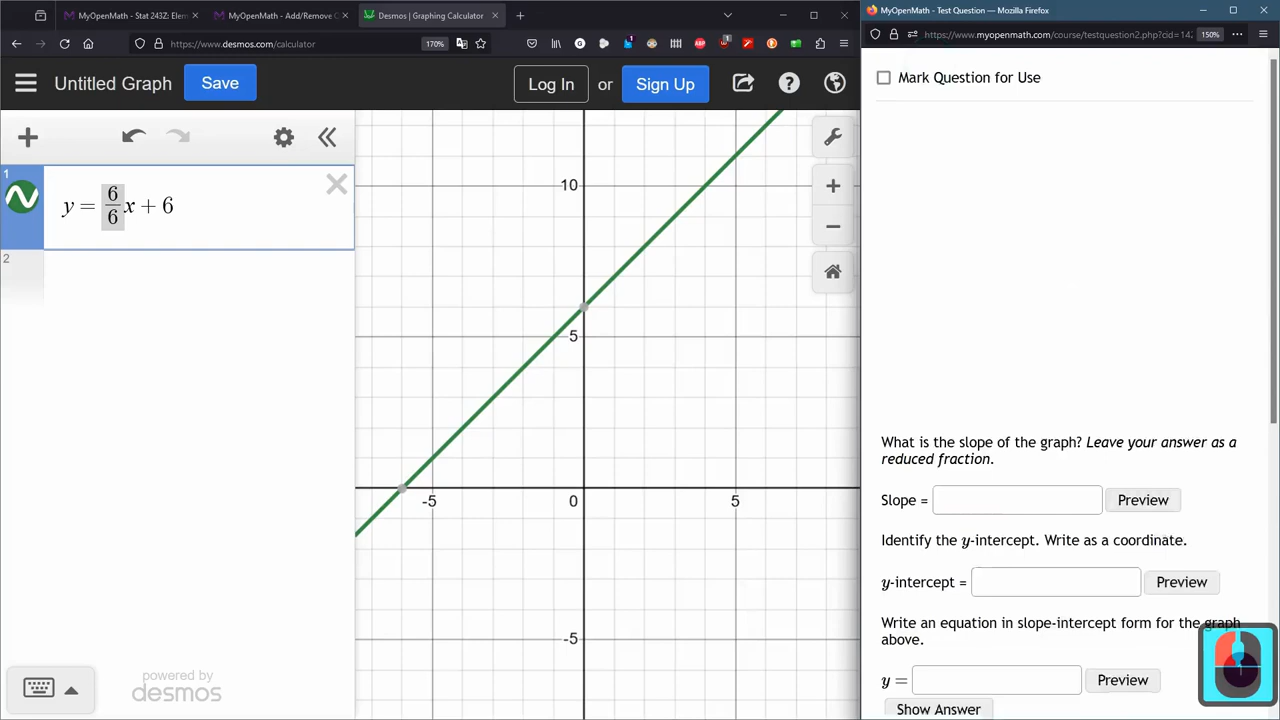 MyOpenMath - Stat 2432: Elem
MyOpenMath - Add/Remove C
Desmos | Graphing Calculator
https://www.desmos.com/calculator
170%
Untitled Graph
Save
Log In
or
Sign Up
1
y = 6/6 x + 6
2
10
5
-5
0
5
-5
powered by
desmos
MyOpenMath - Test Question — Mozilla Firefox
https://www.myopenmath.com/course/testquestion2.php?cid=142
150%
Mark Question for Use
What is the slope of the graph? Leave your answer as a
reduced fraction.
Slope =
Preview
Identify the y-intercept. Write as a coordinate.
y-intercept =
Preview
Write an equation in slope-intercept form for the graph
above.
y =
Preview
Show Answer